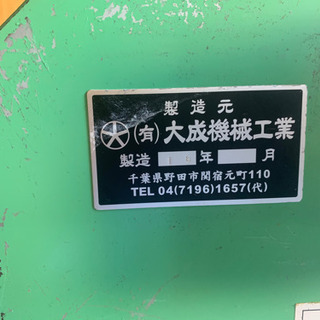 製造元
(有)大成機械工業
製造 年 月
千葉県野田市関宿元町110
TEL 04(7196)1657(代)